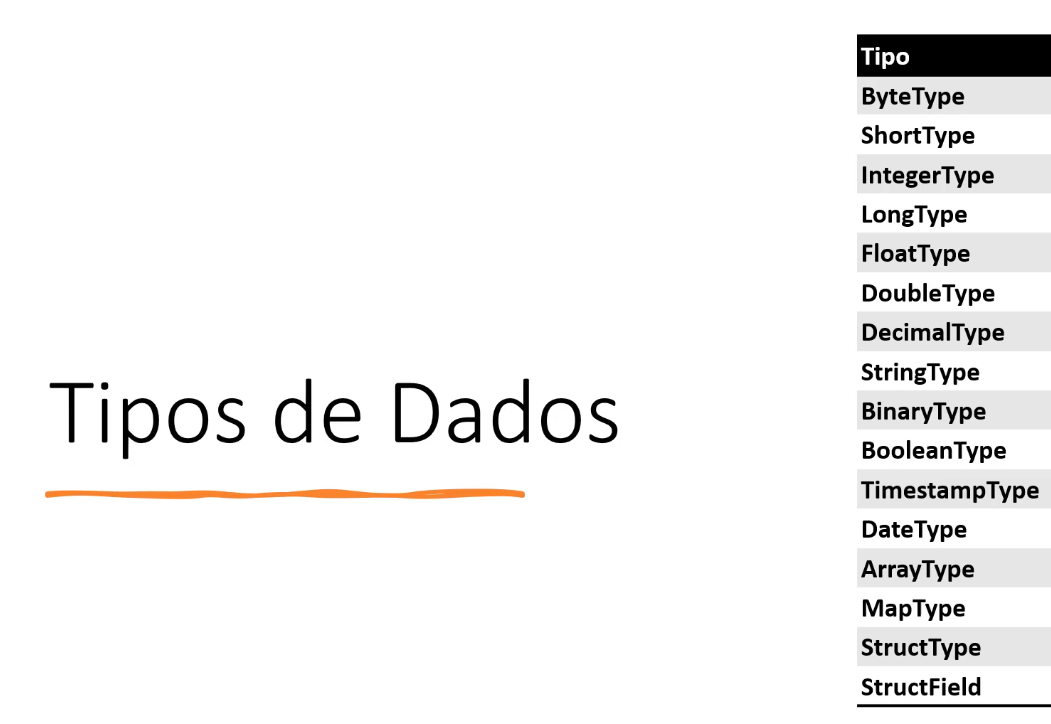 Tipos de Dados
Tipo
ByteType
ShortType
IntegerType
LongType
FloatType
DoubleType
DecimalType
StringType
BinaryType
BooleanType
TimestampType
DateType
ArrayType
MapType
StructType
StructField